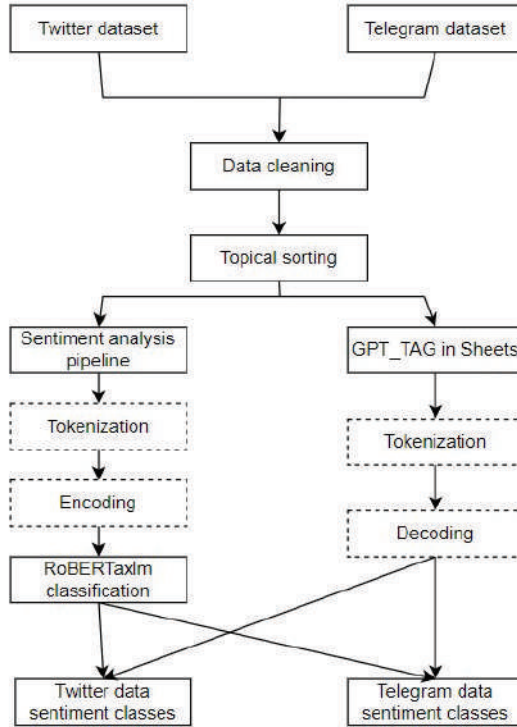 Twitter dataset
Telegram dataset
Data cleaning
Topical sorting
Sentiment analysis
pipeline
GPT_TAG in Sheets
Tokenization
Tokenization
Encoding
Decoding
RoBERTaxlm
classification
Twitter data
sentiment classes
Telegram data
sentiment classes